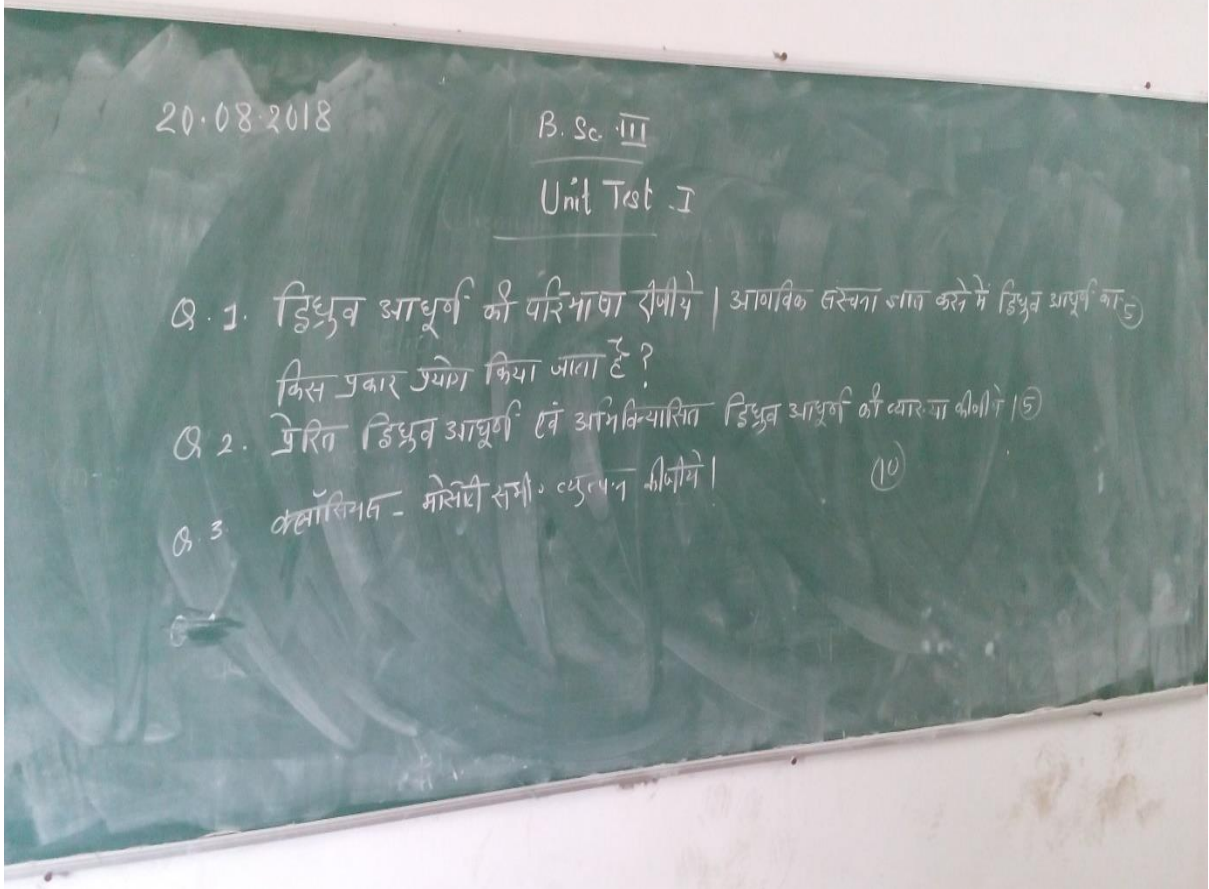 20.08.2018
B. Sc. III
Unit Test - I
Q. 1. द्विध्रुव आघूर्ण की परिभाषा दीजीये | आणविक संरचना ज्ञात करने में द्विध्रुव आघूर्ण का (5)
किस प्रकार प्रयोग किया जाता है ?
Q 2. प्रेरित द्विध्रुव आघूर्ण एवं अभिविन्यासित द्विध्रुव आघूर्ण की व्याख्या कीजीये | (5)
Q. 3 क्लॉसियस - मोसोटी समी. व्युत्पन्न कीजीये | (10)